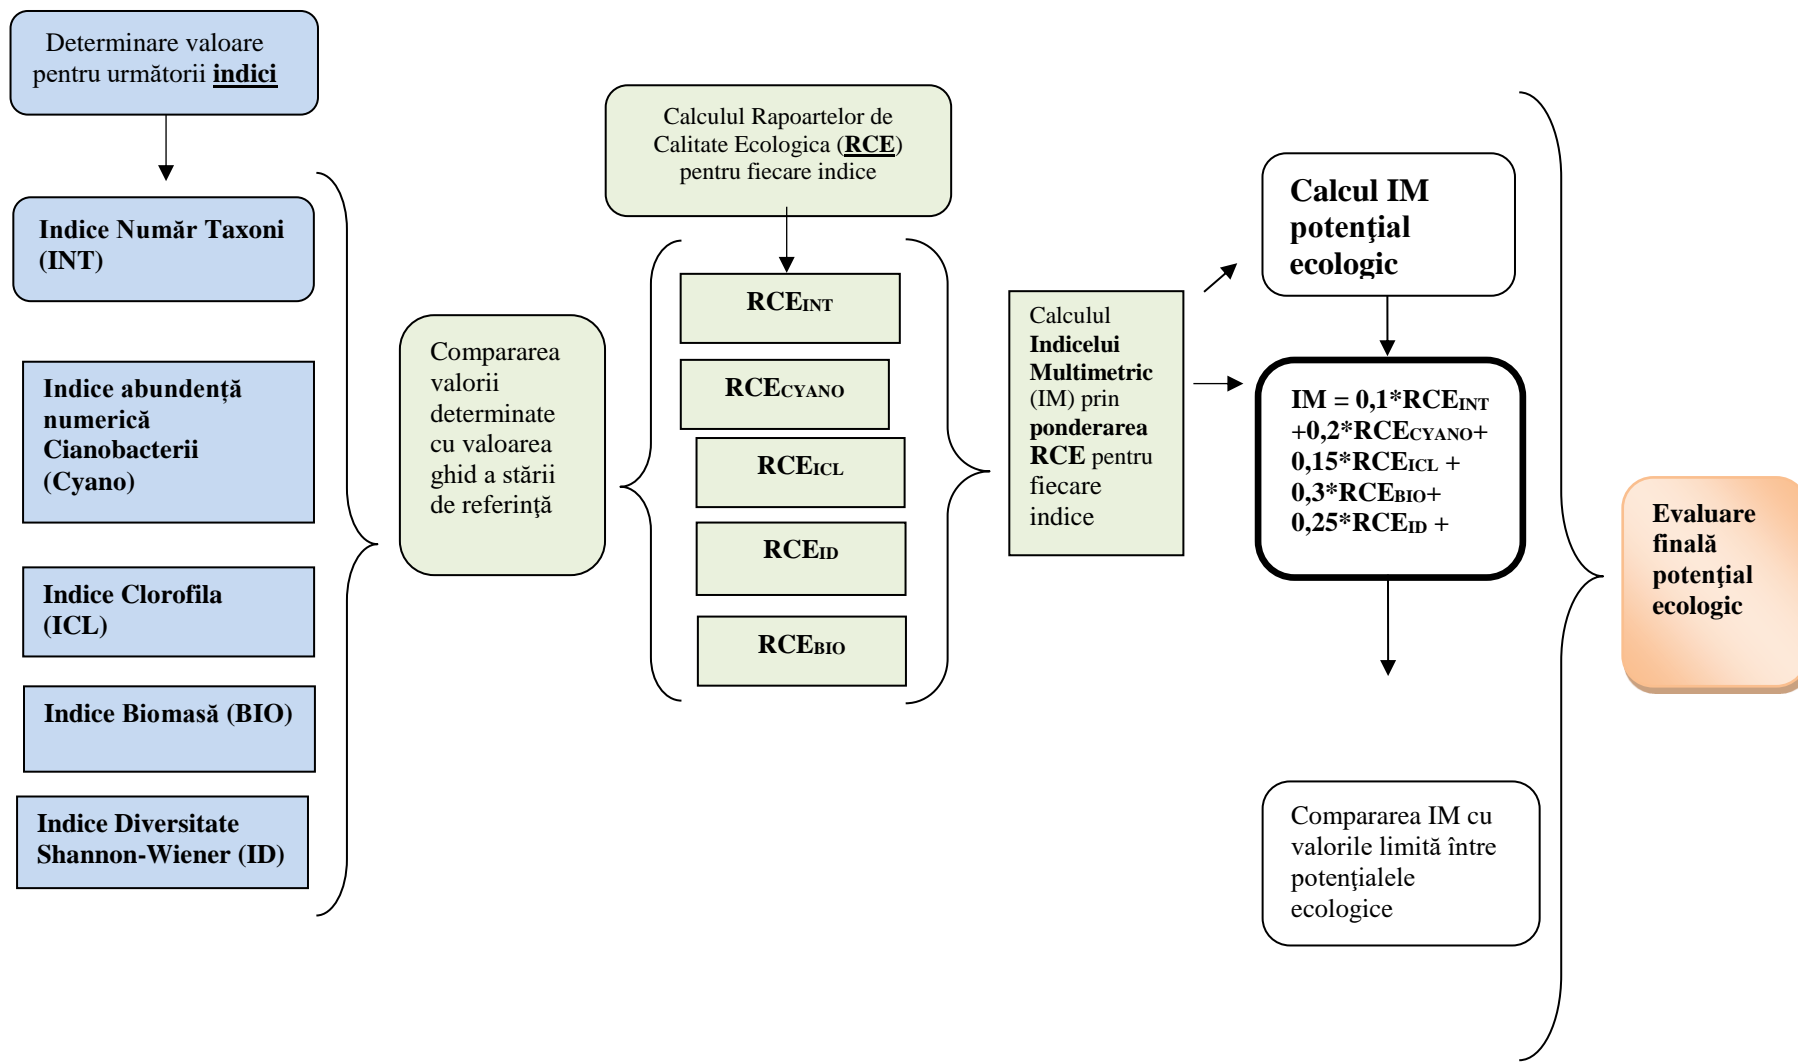 Determinare valoare
pentru următorii indici
Indice Număr Taxoni
(INT)
Indice abundență
numerică
Cianobacterii
(Cyano)
Indice Clorofila
(ICL)
Indice Biomasă (BIO)
Indice Diversitate
Shannon-Wiener (ID)
Compararea
valorii
determinate
cu valoarea
ghid a stării
de referinţă
Calculul Rapoartelor de
Calitate Ecologica (RCE)
pentru fiecare indice
RCEINT
RCECYANO
RCEICL
RCEID
RCEBIO
Calculul
Indicelui
Multimetric
(IM) prin
ponderarea
RCE pentru
fiecare
indice
Calcul IM
potenţial
ecologic
IM = 0,1*RCEINT
+0,2*RCECYANO+
0,15*RCEICL +
0,3*RCEBIO+
0,25*RCEID +
Compararea IM cu
valorile limită între
potenţialele
ecologice
Evaluare
finală
potenţial
ecologic